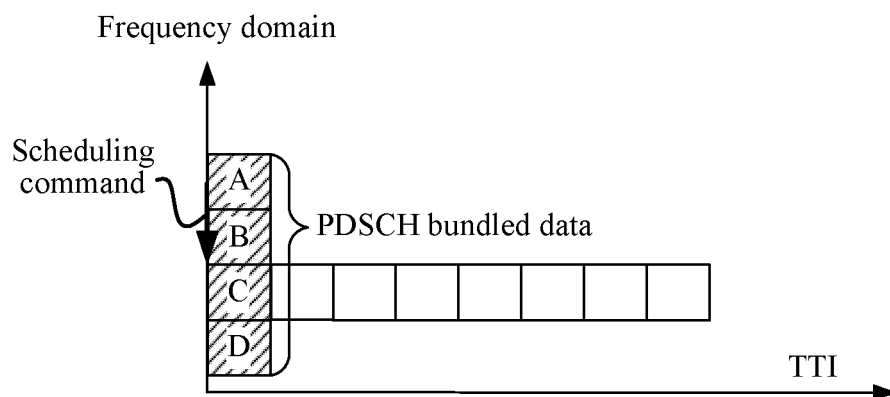 Frequency domain
Scheduling
command
A
B
PDSCH bundled data
C
D
TTI